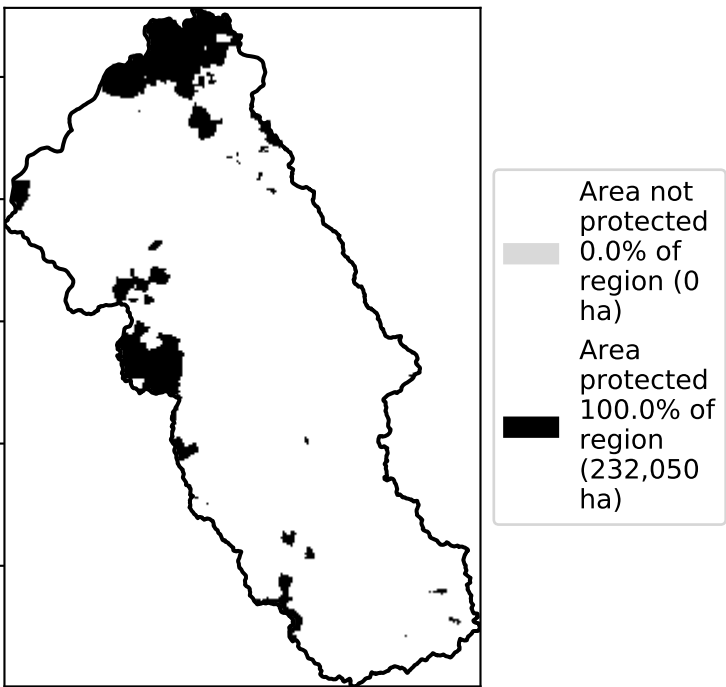 Area not
protected
0.0% of
region (0
ha)
Area
protected
100.0% of
region
(232,050
ha)